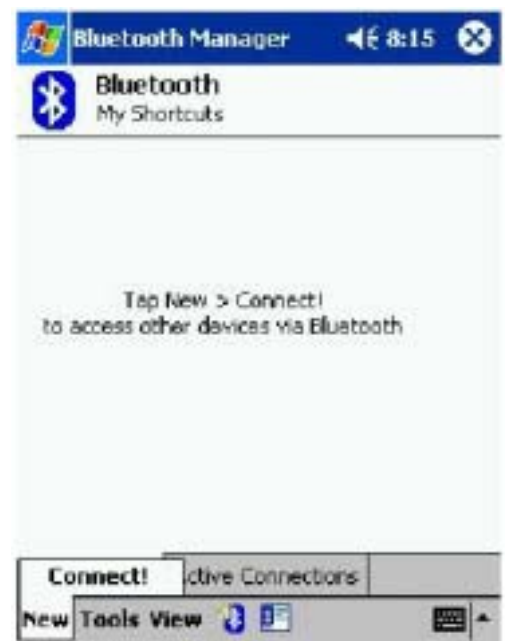 Bluetooth Manager 8:15
Bluetooth
My Shortcuts
Tap New > Connect!
to access other devices via Bluetooth
Connect! ctive Connections
New Tools View